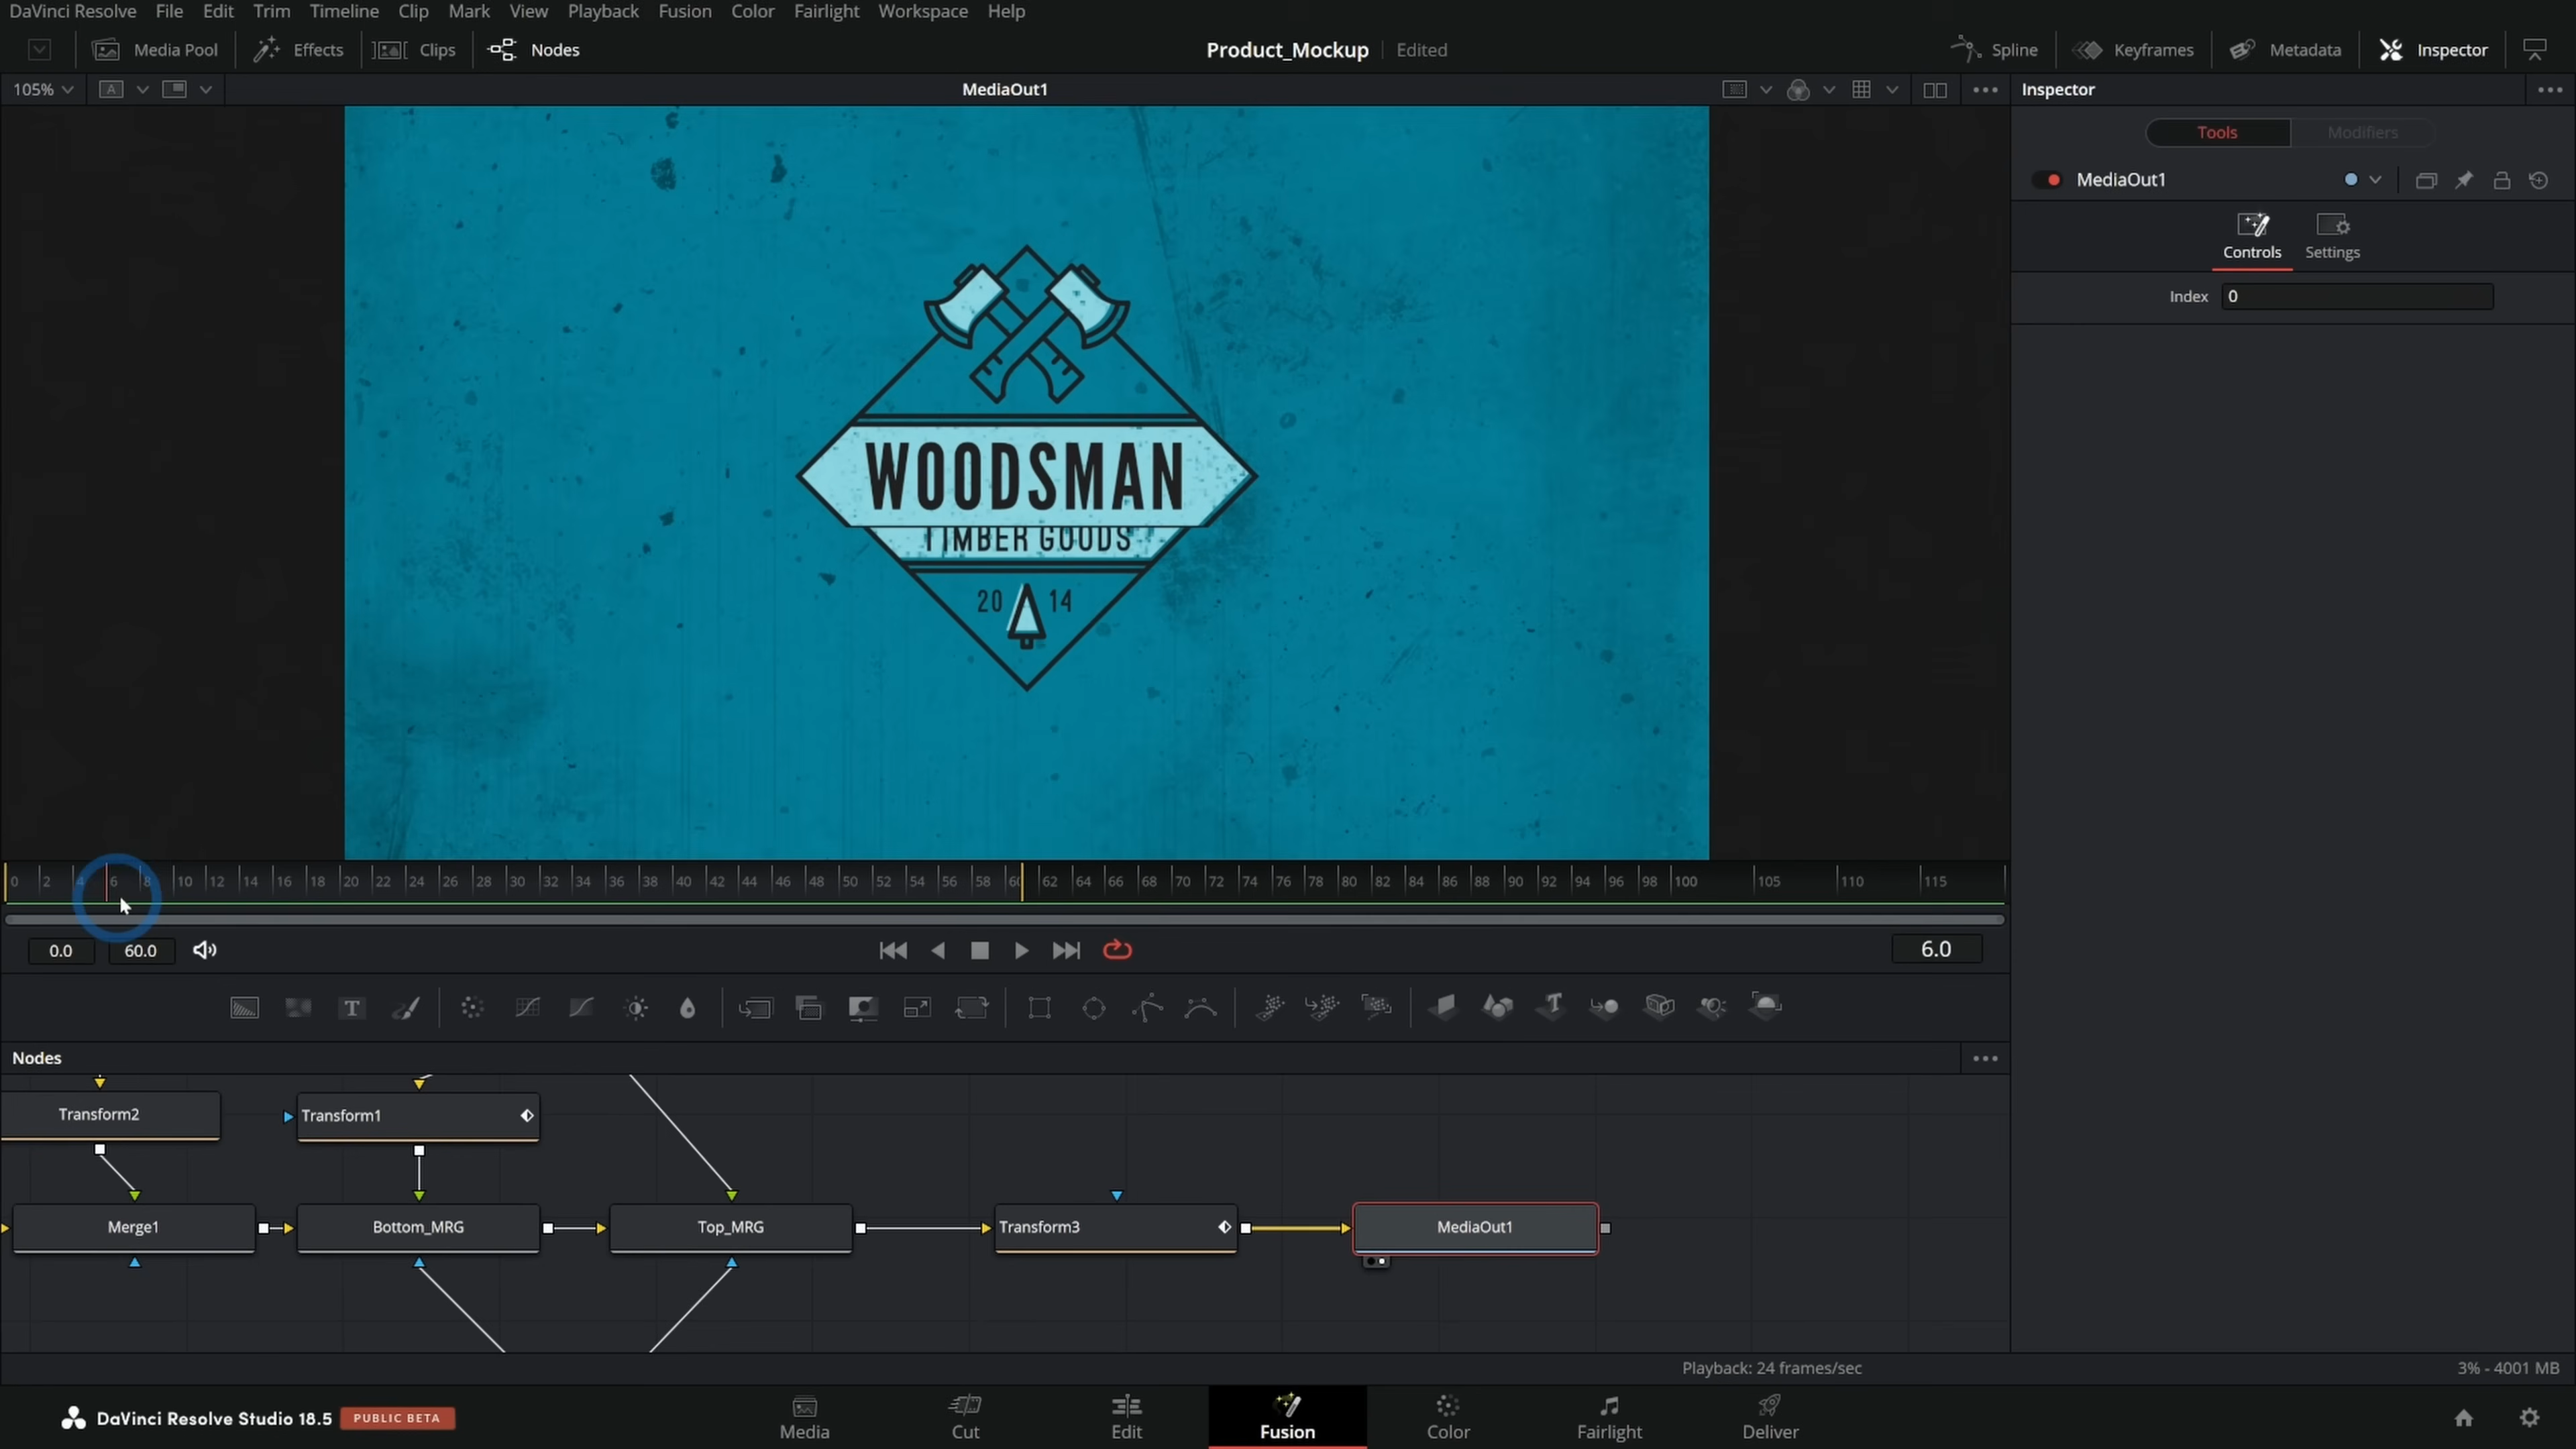 DaVinci Resolve File Edit Trim Timeline Clip Mark View Playback Fusion Color Fairlight Workspace Help
Media Pool Effects Clips Nodes Product_Mockup Edited Spline Keyframes Metadata Inspector
105% A MediaOut1 Inspector
Tools Modifiers
MediaOut1
Controls Settings
Index 0
WOODSMAN
TIMBER GOODS
20 14
0 2 4 6 8 10 12 14 16 18 20 22 24 26 28 30 32 34 36 38 40 42 44 46 48 50 52 54 56 58 60 62 64 66 68 70 72 74 76 78 80 82 84 86 88 90 92 94 96 98 100 105 110 115
0.0 60.0 6.0
T T
Nodes
Transform2 Transform1
Merge1 Bottom_MRG Top_MRG Transform3 MediaOut1
Playback: 24 frames/sec 3% - 4001 MB
DaVinci Resolve Studio 18.5 PUBLIC BETA
Media Cut Edit Fusion Color Fairlight Deliver